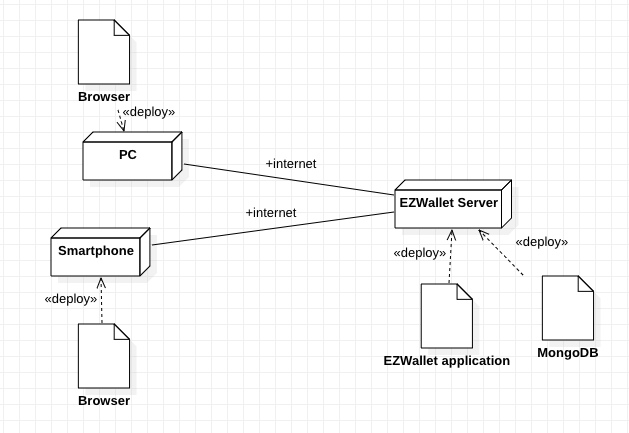 Browser
«deploy»
PC
+internet
EZWallet Server
+internet
«deploy»
Smartphone
«deploy»
«deploy»
MongoDB
EZWallet application
Browser